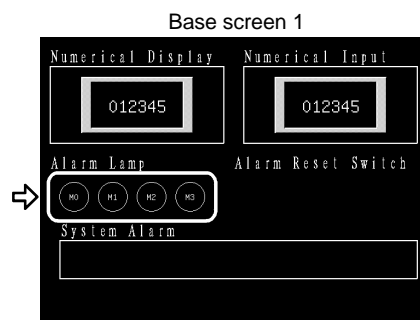 Base screen 1
Numerical Display Numerical Input
012345 012345
Alarm Lamp Alarm Reset Switch
M0 M1 M2 M3
System Alarm